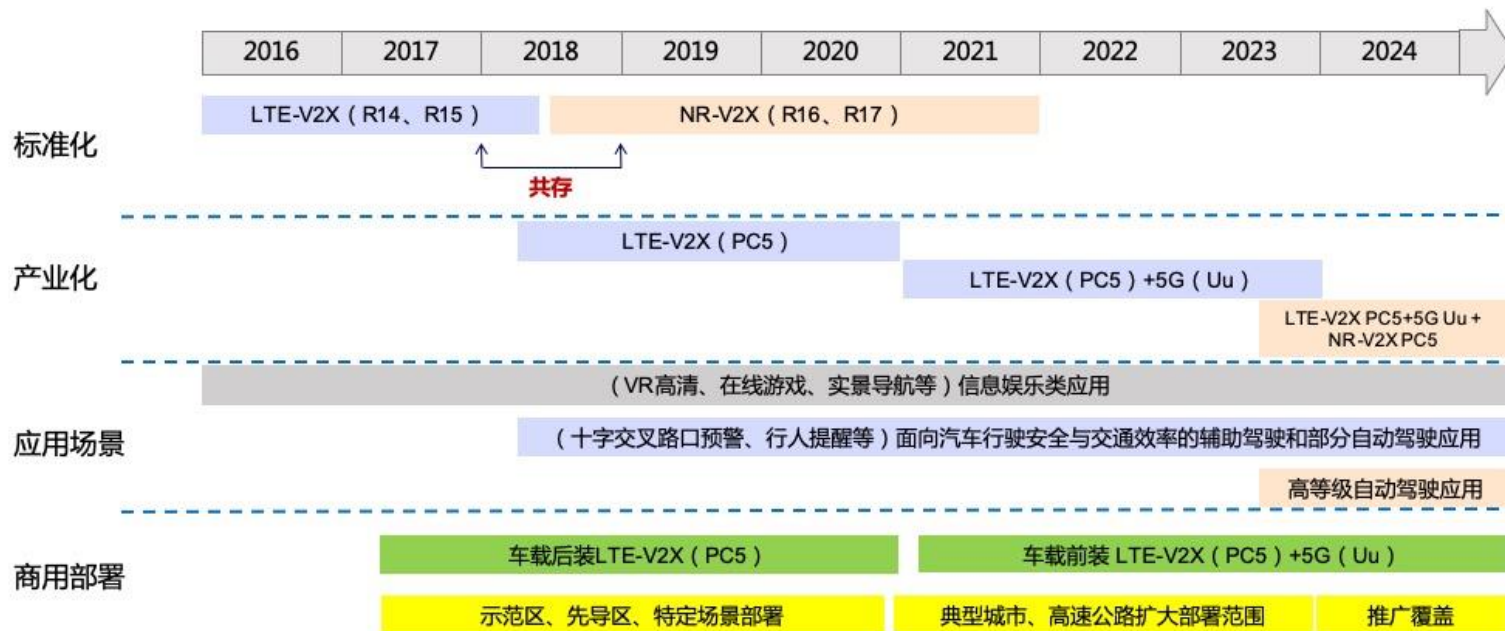 2016 2017 2018 2019 2020 2021 2022 2023 2024
标准化
LTE-V2X（R14、R15）
NR-V2X（R16、R17）
共存
产业化
LTE-V2X（PC5）
LTE-V2X（PC5）+5G（Uu）
LTE-V2X PC5+5G Uu +
NR-V2X PC5
应用场景
（VR高清、在线游戏、实景导航等）信息娱乐类应用
（十字交叉路口预警、行人提醒等）面向汽车行驶安全与交通效率的辅助驾驶和部分自动驾驶应用
高等级自动驾驶应用
商用部署
车载后装LTE-V2X（PC5）
车载前装 LTE-V2X（PC5）+5G（Uu）
示范区、先导区、特定场景部署
典型城市、高速公路扩大部署范围
推广覆盖